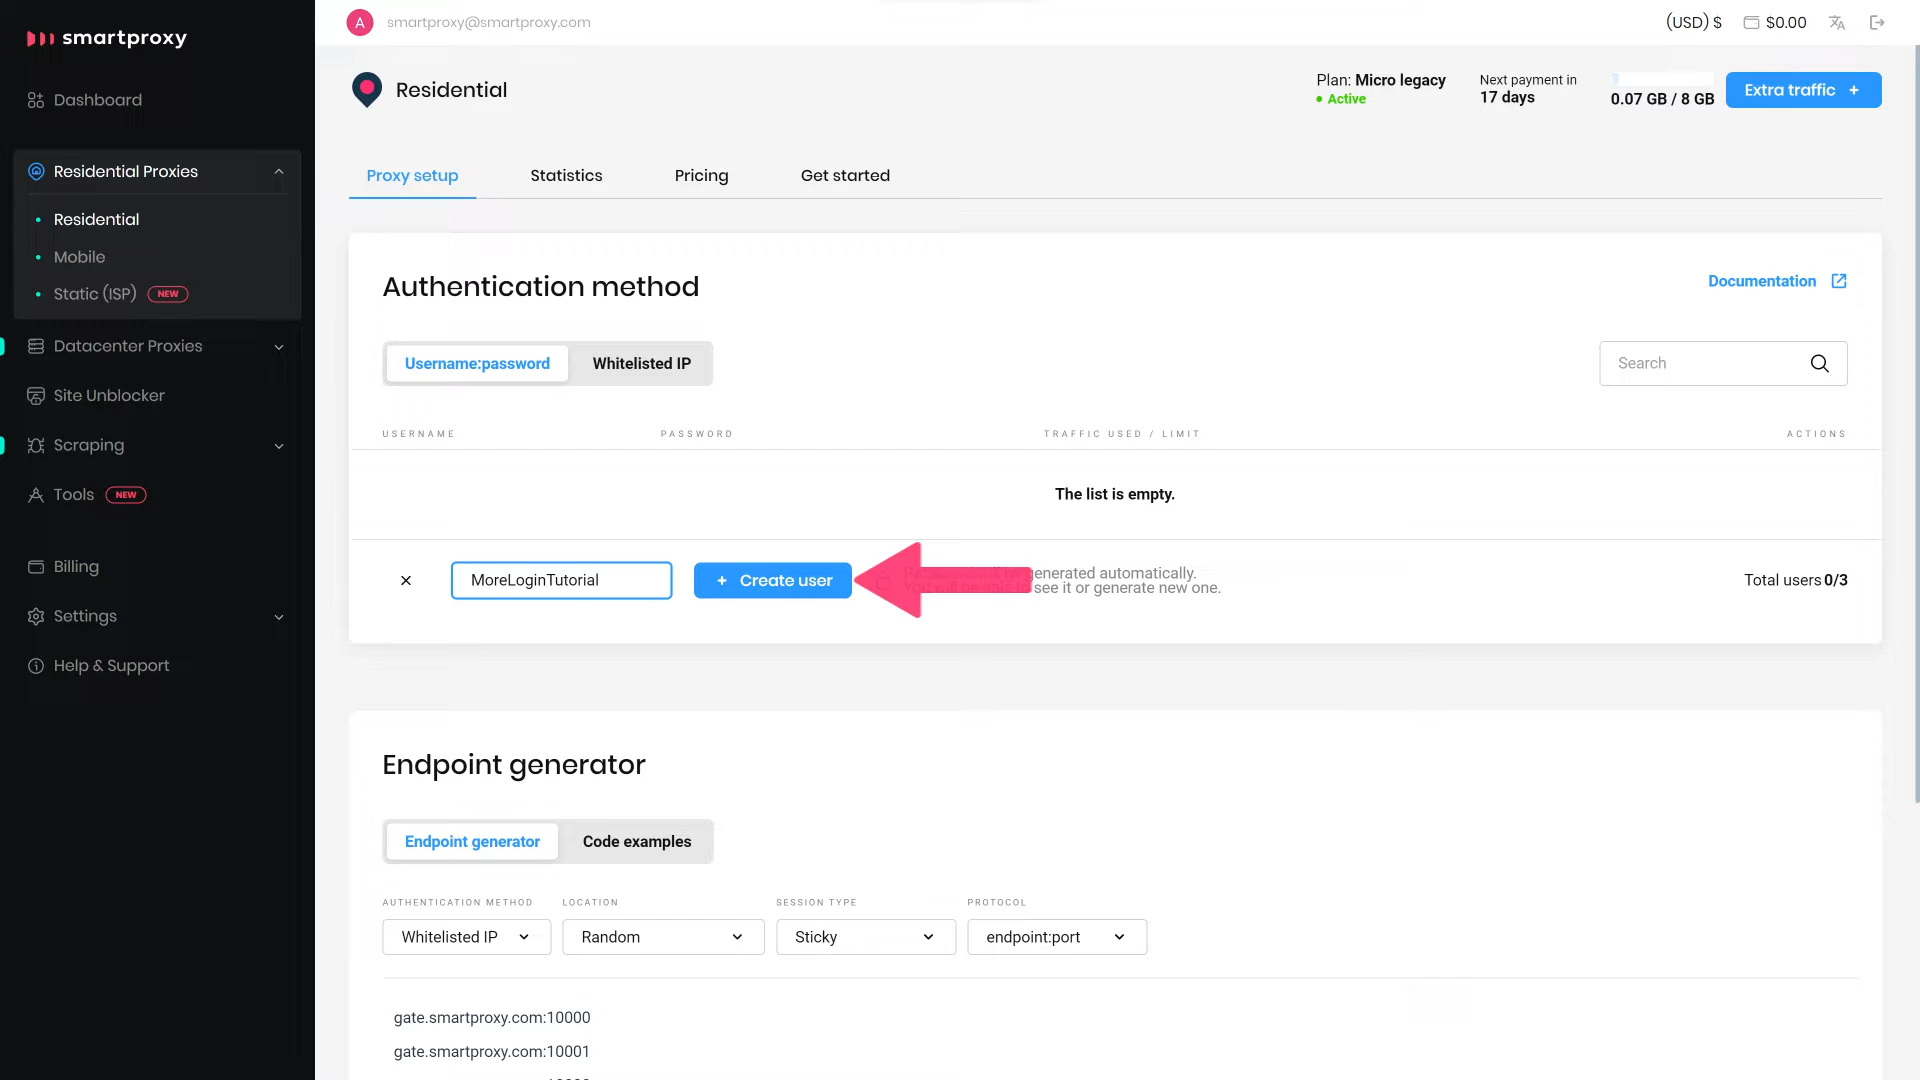 smartproxy
Dashboard
Residential Proxies
Residential
Mobile
Static (ISP) NEW
Datacenter Proxies
Site Unblocker
Scraping
Tools NEW
Billing
Settings
Help & Support
A smartproxy@smartproxy.com
(USD) $ $0.00
Residential
Plan: Micro legacy
Active
Next payment in
17 days
0.07 GB / 8 GB
Extra traffic +
Proxy setup Statistics Pricing Get started
Authentication method
Documentation
Username:password Whitelisted IP
Search
USERNAME PASSWORD TRAFFIC USED / LIMIT ACTIONS
The list is empty.
MoreLoginTutorial
+ Create user
generated automatically.
see it or generate new one.
Total users 0/3
Endpoint generator
Endpoint generator Code examples
AUTHENTICATION METHOD LOCATION SESSION TYPE PROTOCOL
Whitelisted IP Random Sticky endpoint:port
gate.smartproxy.com:10000
gate.smartproxy.com:10001